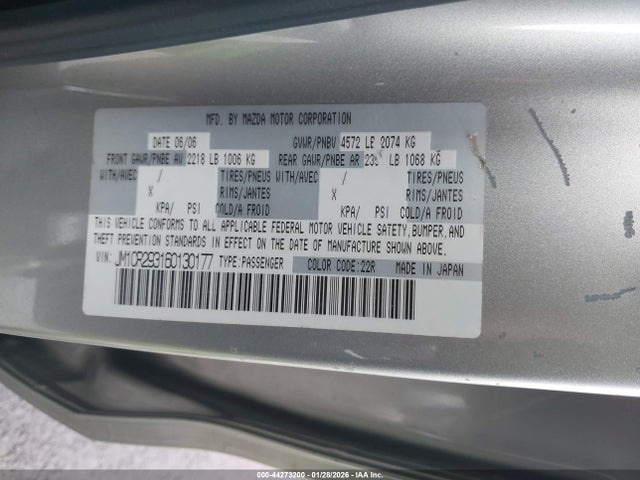 MFD. BY MAZDA MOTOR CORPORATION
DATE 06/06 GVWR/PNBV 4572 LB 2074 KG
FRONT GAWR/PNBE AV 2218 LB 1006 KG REAR GAWR/PNBE AR LB 1068 KG
WITH/AVEC / TIRES/PNEUS WITH/AVEC / TIRES/PNEUS
X RIMS/JANTES X RIMS/JANTES
KPA/ PSI COLD/A FROID KPA/ PSI COLD/A FROID
THIS VEHICLE CONFORMS TO ALL APPLICABLE FEDERAL MOTOR VEHICLE SAFETY, BUMPER, AND
THEFT PREVENTION STANDARDS IN EFFECT ON THE DATE OF MANUFACTURE SHOWN ABOVE.
VIN: JM1CR293160130177 TYPE:PASSENGER COLOR CODE:22R MADE IN JAPAN
000-44273200 | 01/28/2026 - IAA Inc.